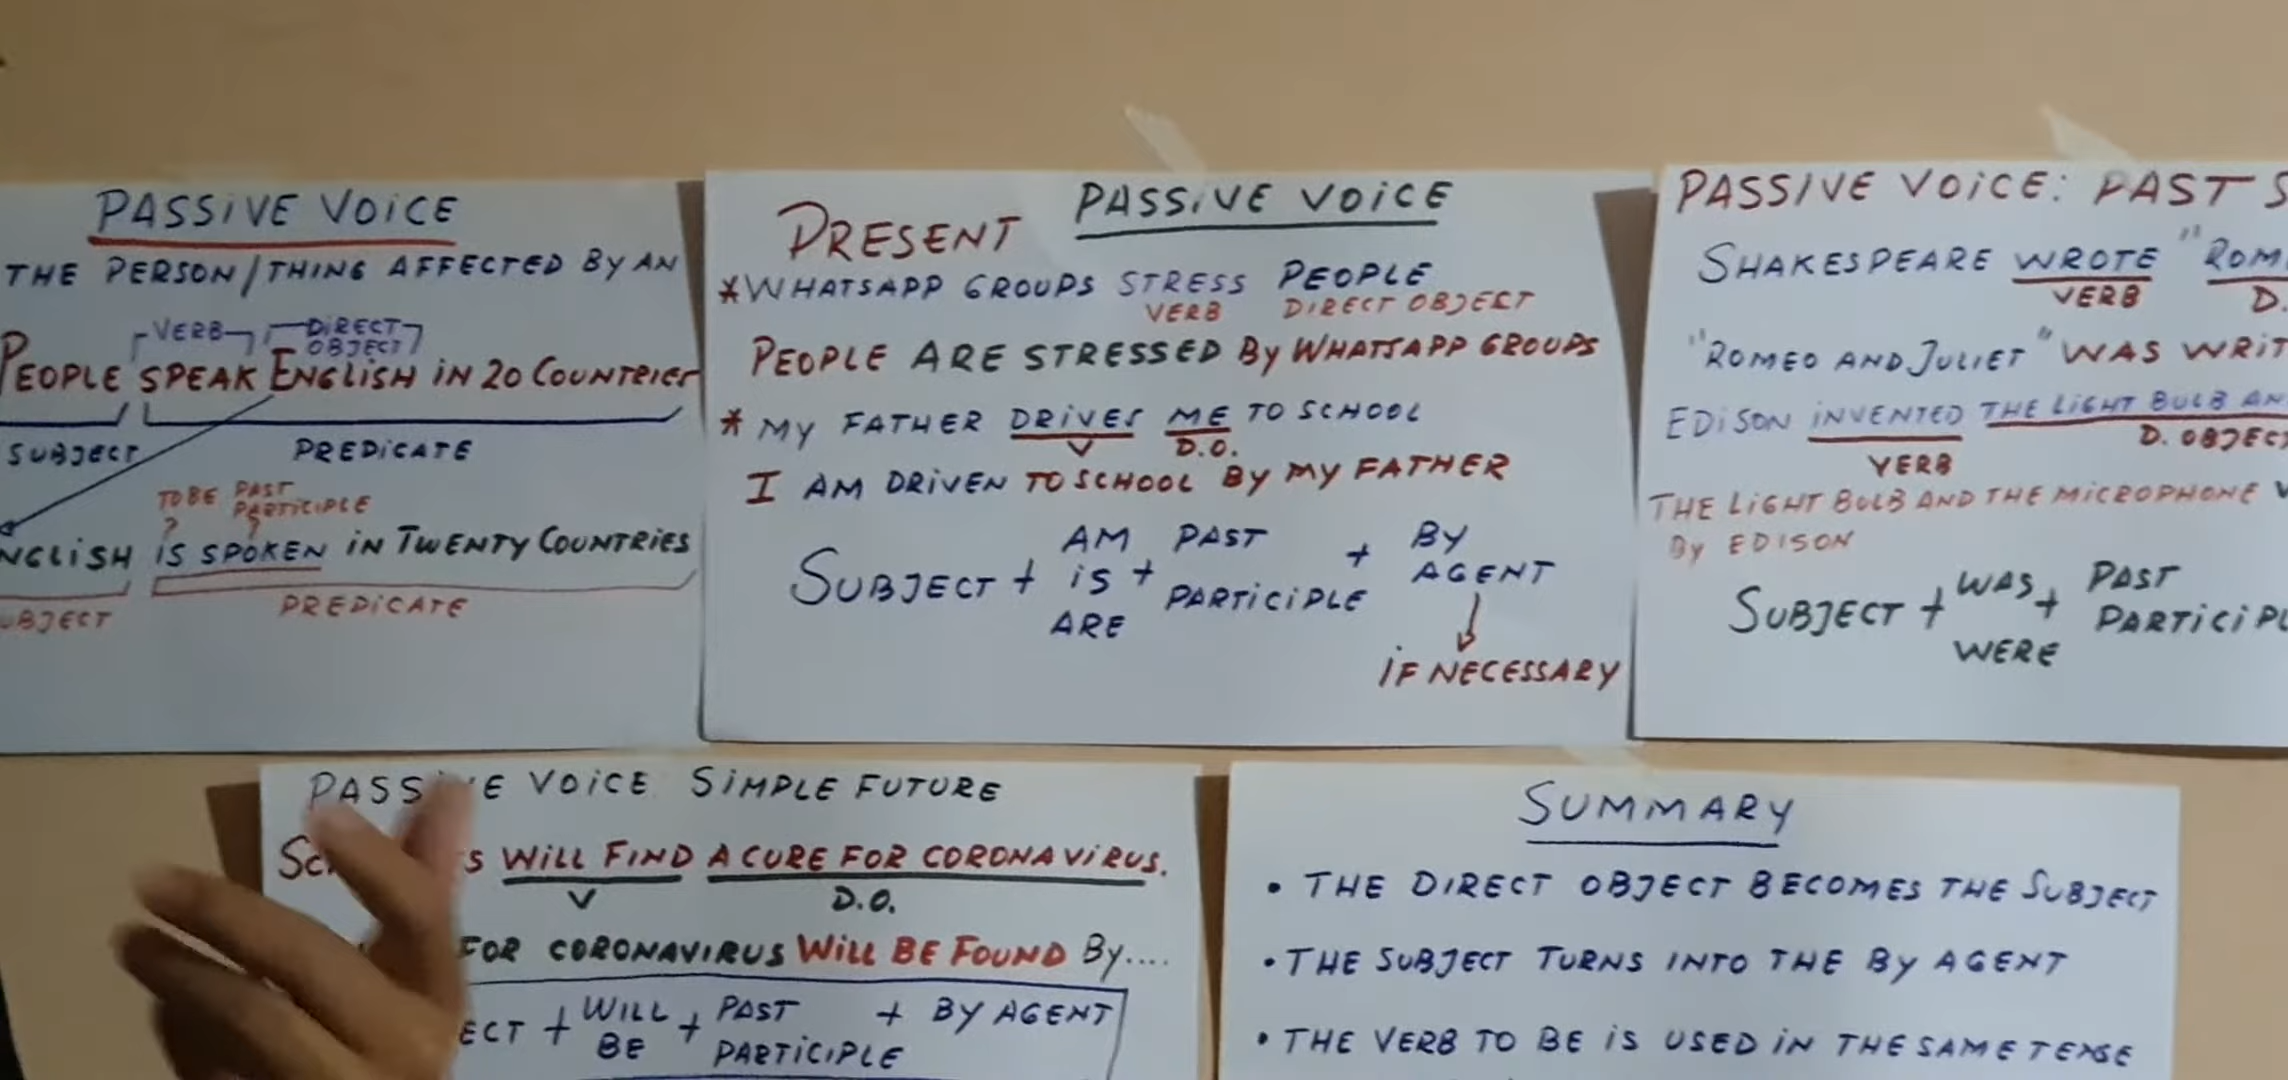 PASSIVE VOICE
THE PERSON/THING AFFECTED BY AN
VERB DIRECT OBJECT
PEOPLE SPEAK ENGLISH IN 20 COUNTRIES
SUBJECT PREDICATE
TO BE PAST PARTICIPLE
? ?
NGLISH IS SPOKEN IN TWENTY COUNTRIES
UBJECT PREDICATE
PRESENT PASSIVE VOICE
*WHATSAPP GROUPS STRESS PEOPLE
VERB DIRECT OBJECT
PEOPLE ARE STRESSED BY WHATSAPP GROUPS
* MY FATHER DRIVES ME TO SCHOOL
V D.O.
I AM DRIVEN TO SCHOOL BY MY FATHER
AM PAST BY
SUBJECT + IS + PARTICIPLE + AGENT
ARE
IF NECESSARY
PASSIVE VOICE: PAST S
SHAKESPEARE WROTE "ROM
VERB D.
"ROMEO AND JULIET" WAS WRIT
EDISON INVENTED THE LIGHT BULB AN
VERB D. OBJEC
THE LIGHT BULB AND THE MICROPHONE
BY EDISON
SUBJECT + WAS + PAST
WERE PARTICIPL
PASS E VOICE SIMPLE FUTURE
Sc S WILL FIND A CURE FOR CORONAVIRUS.
V D.O.
FOR CORONAVIRUS WILL BE FOUND By....
ECT + WILL + PAST + BY AGENT
BE PARTICIPLE
SUMMARY
• THE DIRECT OBJECT BECOMES THE SUBJECT
• THE SUBJECT TURNS INTO THE BY AGENT
• THE VERB TO BE IS USED IN THE SAME TENSE